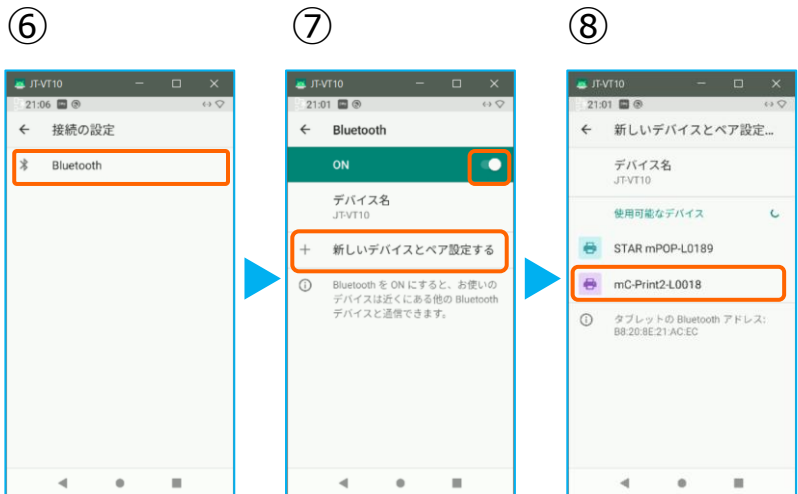 ⑥
JT-VT10
21:06
接続の設定
Bluetooth
⑦
JT-VT10
21:01
Bluetooth
ON
デバイス名
JT-VT10
新しいデバイスとペア設定する
Bluetooth を ON にすると、お使いの
デバイスは近くにある他の Bluetooth
デバイスと通信できます。
⑧
JT-VT10
21:01
新しいデバイスとペア設定...
デバイス名
JT-VT10
使用可能なデバイス
STAR mPOP-L0189
mC-Print2-L0018
タブレットの Bluetooth アドレス:
B8:20:8E:21:AC:EC